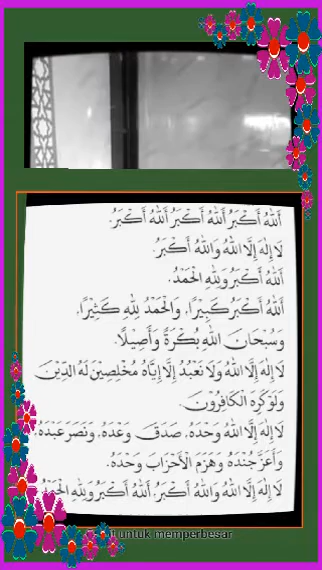 اَللّٰهُ أَكْبَرُ اَللّٰهُ أَكْبَرُ اَللّٰهُ أَكْبَرُ.
لَا إِلٰهَ إِلَّا اللّٰهُ وَاللّٰهُ أَكْبَرُ.
اَللّٰهُ أَكْبَرُ وَلِلّٰهِ الْحَمْدُ.
اَللّٰهُ أَكْبَرُ كَبِيْرًا، وَالْحَمْدُ لِلّٰهِ كَثِيْرًا،
وَسُبْحَانَ اللّٰهِ بُكْرَةً وَأَصِيْلًا.
لَا إِلٰهَ إِلَّا اللّٰهُ وَلَا نَعْبُدُ إِلَّا إِيَّاهُ مُخْلِصِيْنَ لَهُ الدِّيْنَ
وَلَوْ كَرِهَ الْكَافِرُوْنَ.
لَا إِلٰهَ إِلَّا اللّٰهُ وَحْدَهُ، صَدَقَ وَعْدَهُ، وَنَصَرَ عَبْدَهُ،
وَأَعَزَّ جُنْدَهُ وَهَزَمَ الْأَحْزَابَ وَحْدَهُ.
لَا إِلٰهَ إِلَّا اللّٰهُ وَاللّٰهُ أَكْبَرُ، اَللّٰهُ أَكْبَرُ وَلِلّٰهِ الْحَمْدُ
untuk memperbesar